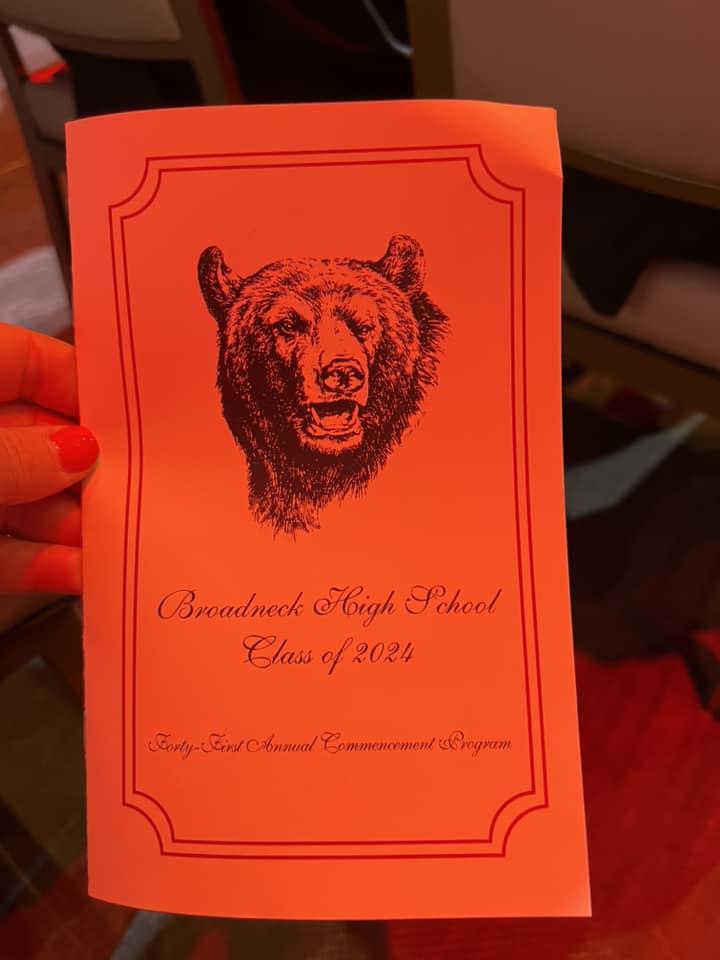 Broadneck High School
Class of 2024
Forty-First Annual Commencement Program